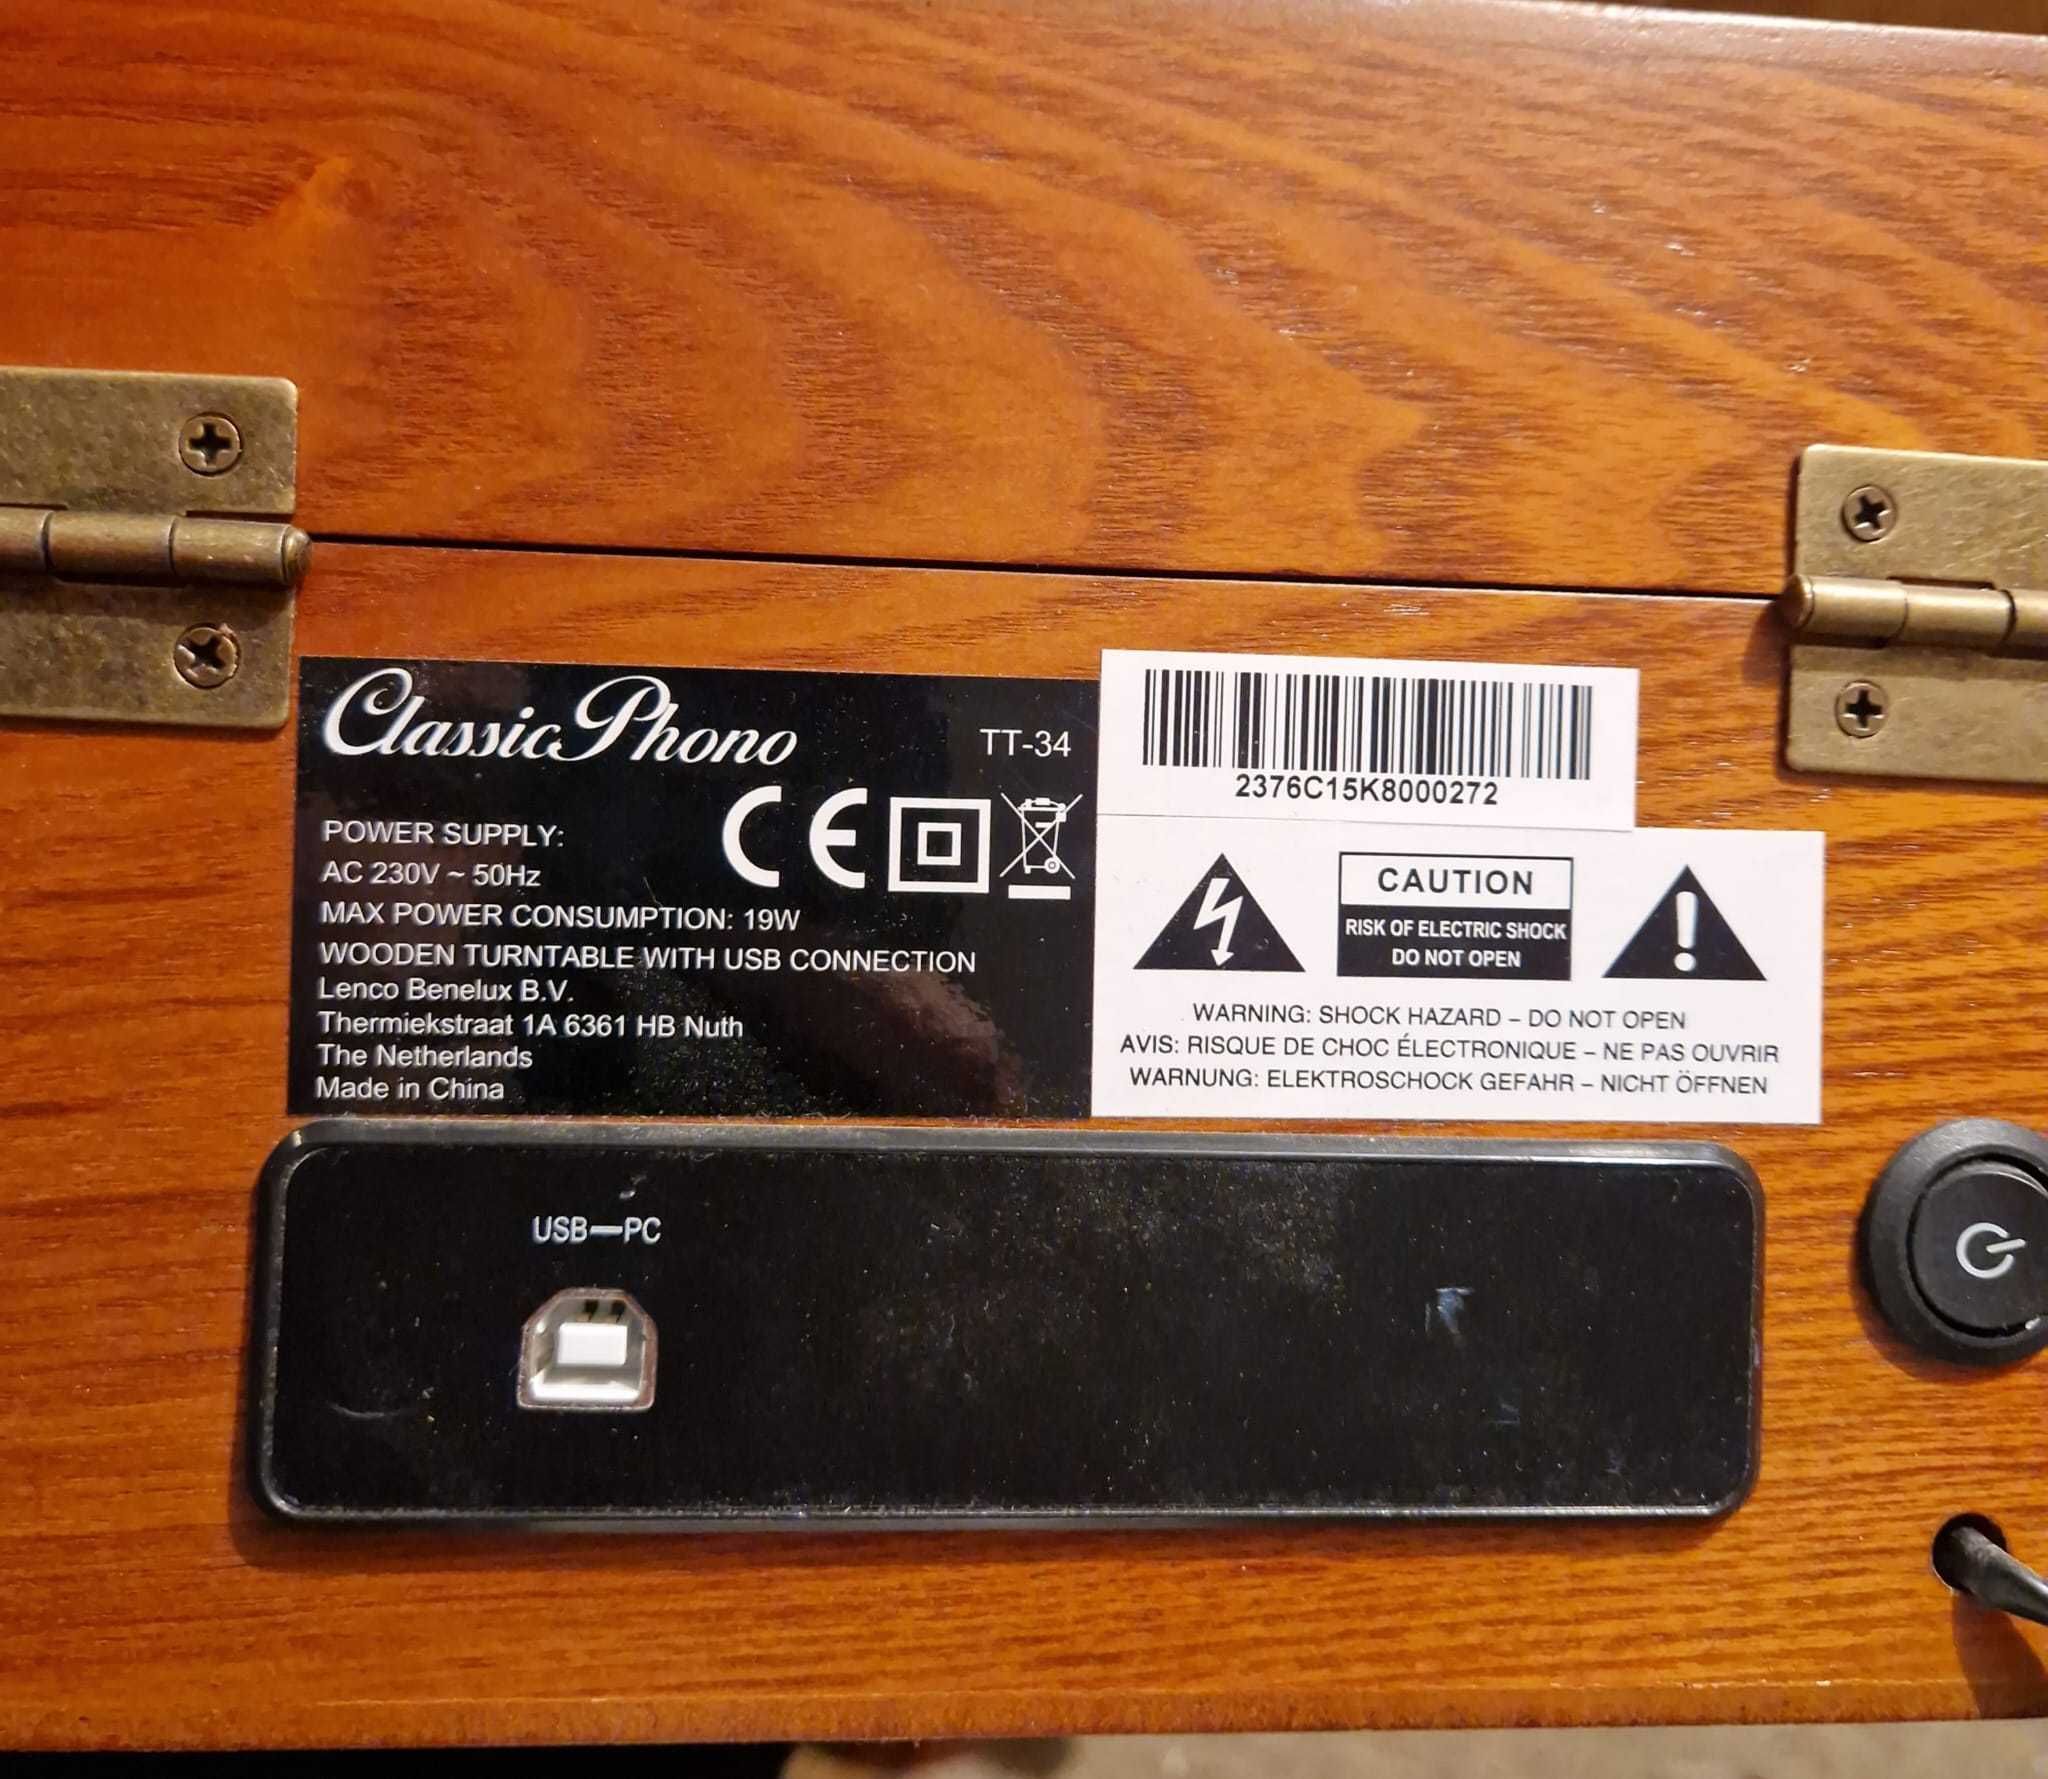 Classic Phono
TT-34
CE
POWER SUPPLY:
AC 230V ~ 50Hz
MAX POWER CONSUMPTION: 19W
WOODEN TURNTABLE WITH USB CONNECTION
Lenco Benelux B.V.
Thermiekstraat 1A 6361 HB Nuth
The Netherlands
Made in China
2376C15K8000272
CAUTION
RISK OF ELECTRIC SHOCK
DO NOT OPEN
WARNING: SHOCK HAZARD – DO NOT OPEN
AVIS: RISQUE DE CHOC ÉLECTRONIQUE – NE PAS OUVRIR
WARNUNG: ELEKTROSCHOCK GEFAHR – NICHT ÖFFNEN
USB—PC